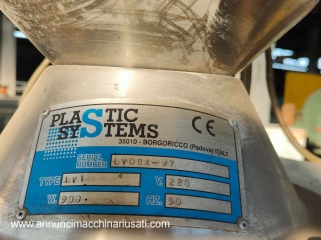 PLASTIC
SYSTEMS
CE
35010 - BORGORICCO (Padova) ITALY
SERIAL
NUMBER LV084-97
TYPE LV1 V. 220
W. 900 HZ. 50
www.annuncimacchinariusati.com